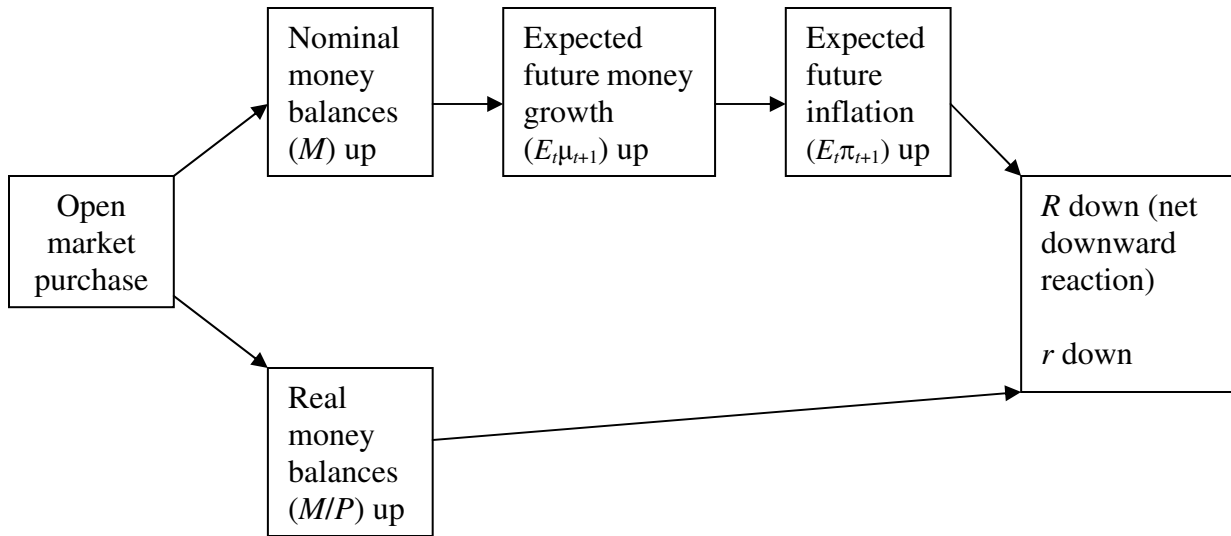 Open
market
purchase
Nominal
money
balances
(M) up
Expected
future money
growth
(Eₜμₜ₊₁) up
Expected
future
inflation
(Eₜπₜ₊₁) up
Real
money
balances
(M/P) up
R down (net
downward
reaction)
r down